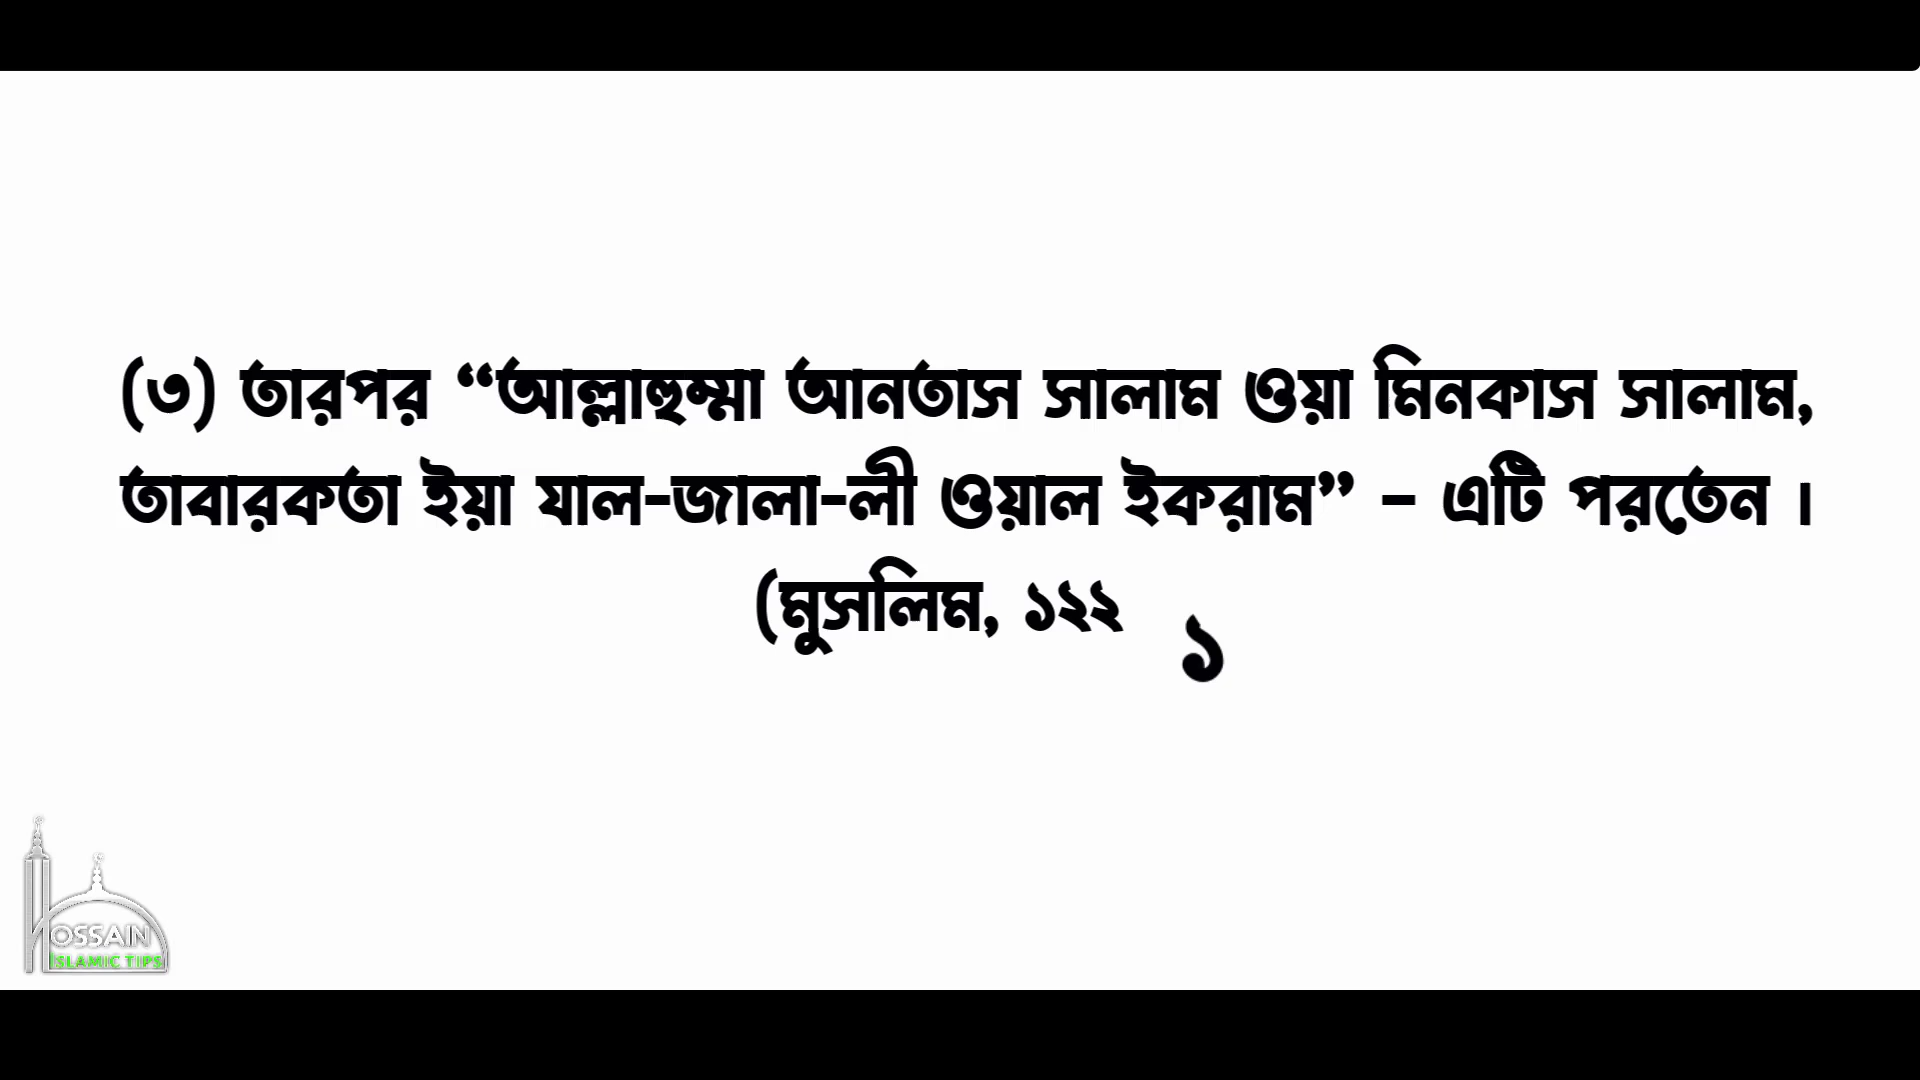 (৩) তারপর “আল্লাহুম্মা আনতাস সালাম ওয়া মিনকাস সালাম,
তাবারকতা ইয়া যাল-জালা-লী ওয়াল ইকরাম” – এটি পরতেন ।
(মুসলিম, ১২২ ১
HOSSAIN
ISLAMIC TIPS